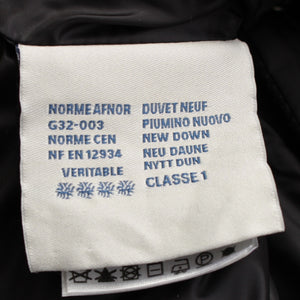 NORME AFNOR
G32-003
NORME CEN
NF EN 12934
VERITABLE
DUVET NEUF
PIUMINO NUOVO
NEW DOWN
NEU DAUNE
NYTT DUN
CLASSE 1